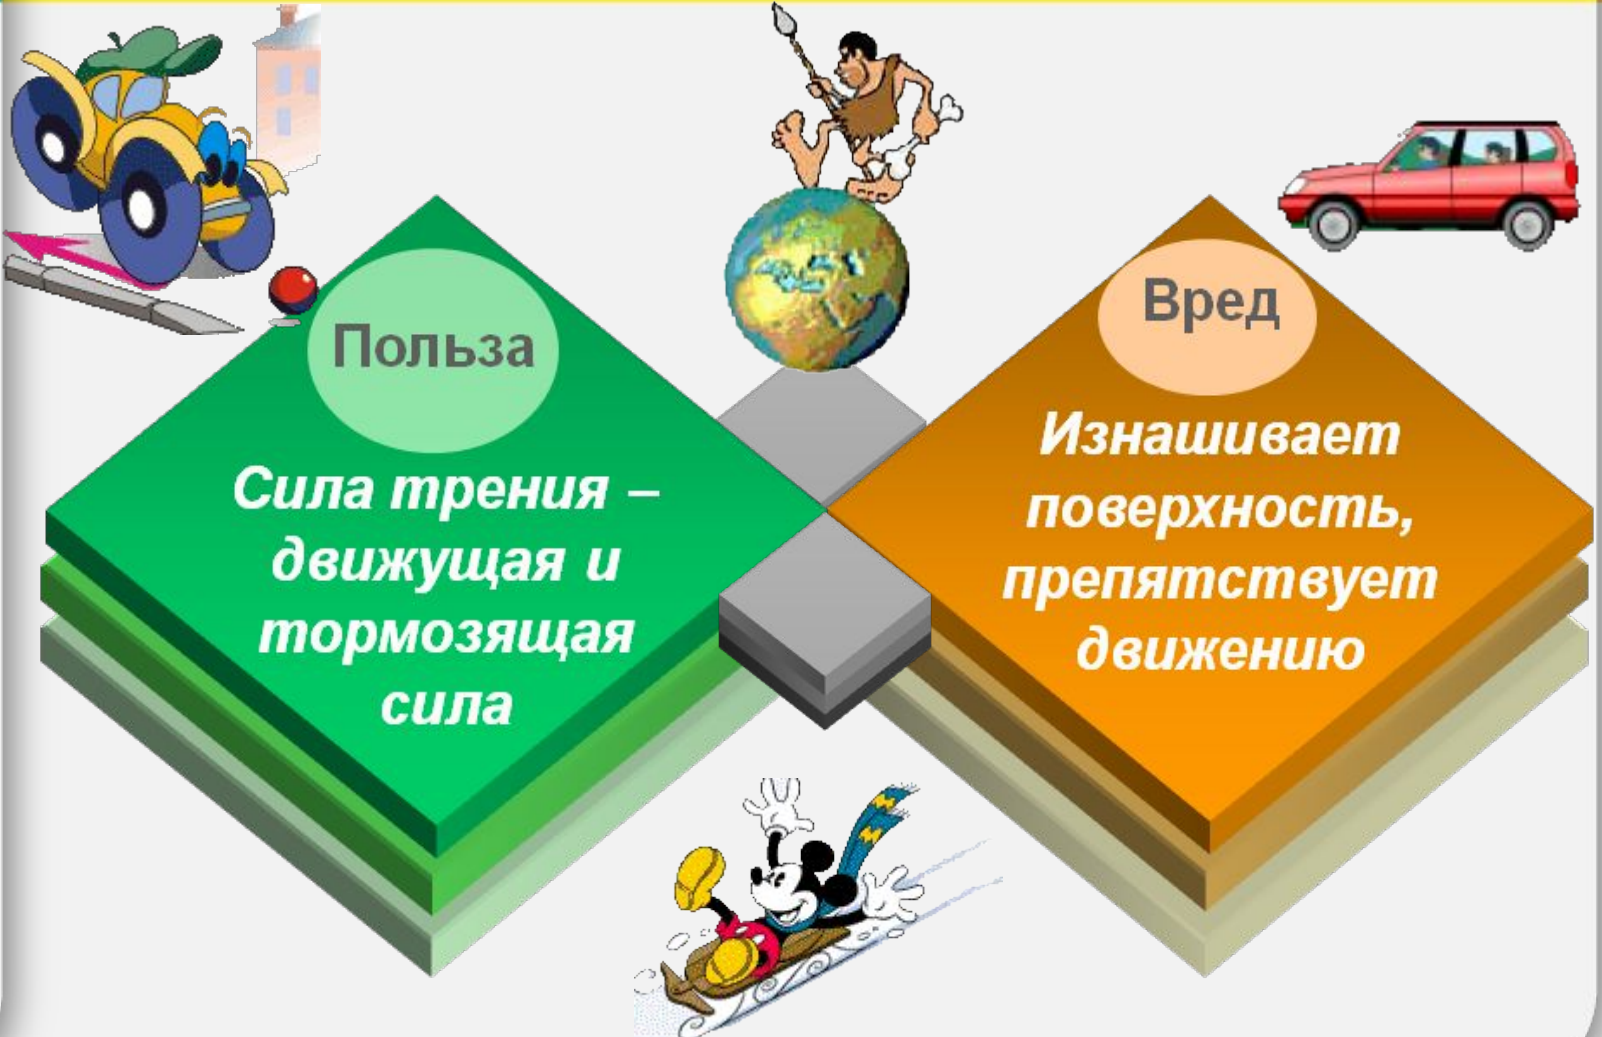 Польза
Сила трения –
движущая и
тормозящая
сила
Вред
Изнашивает
поверхность,
препятствует
движению